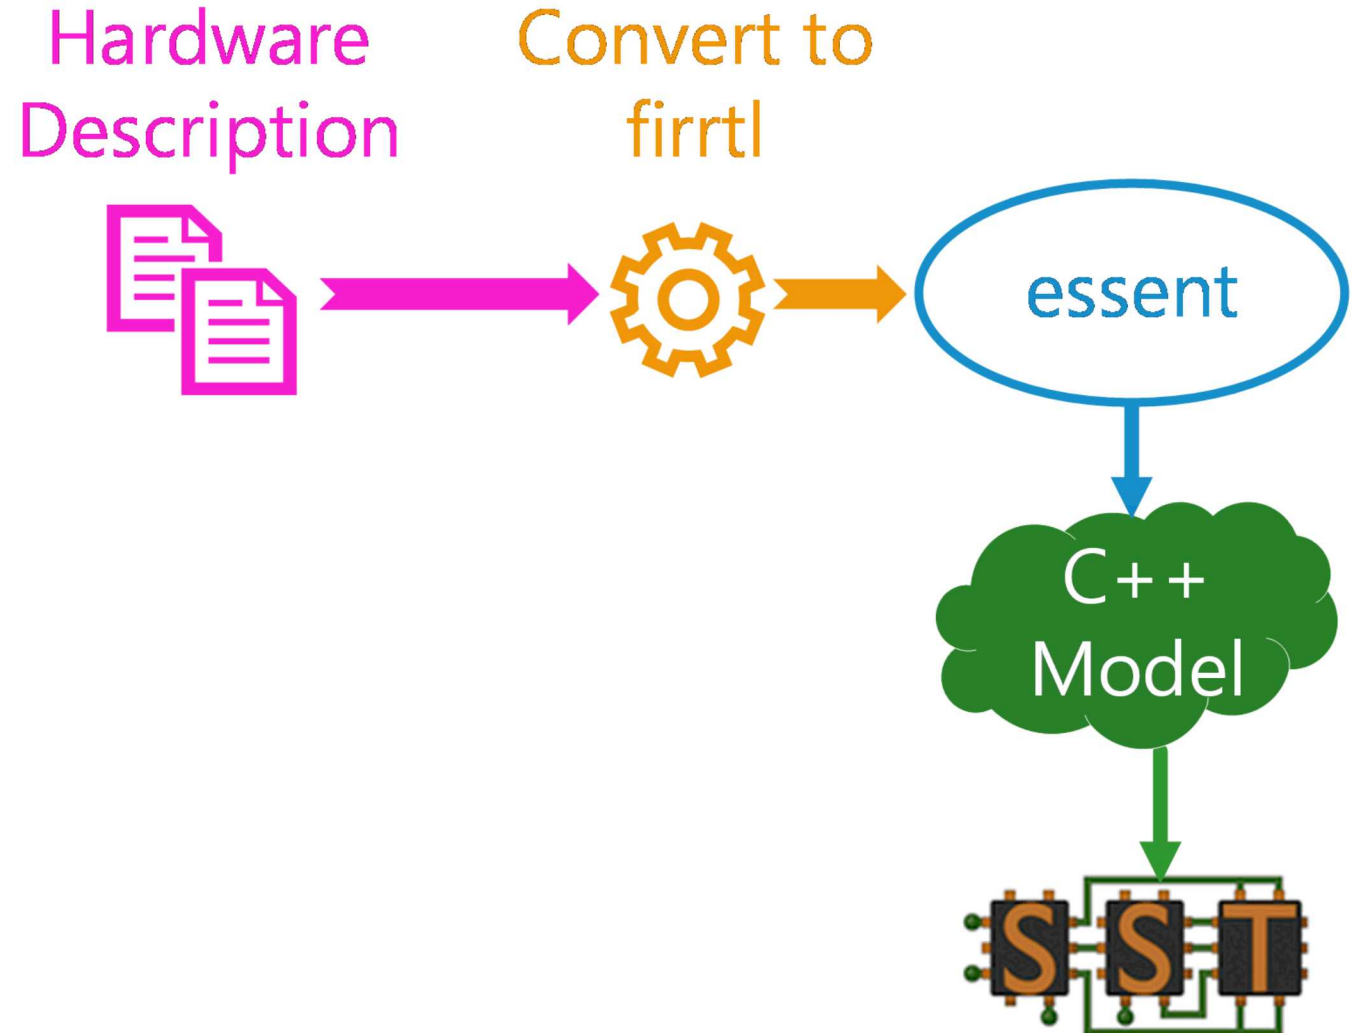 Hardware
Description
Convert to
firrtl
essent
C++
Model
SST